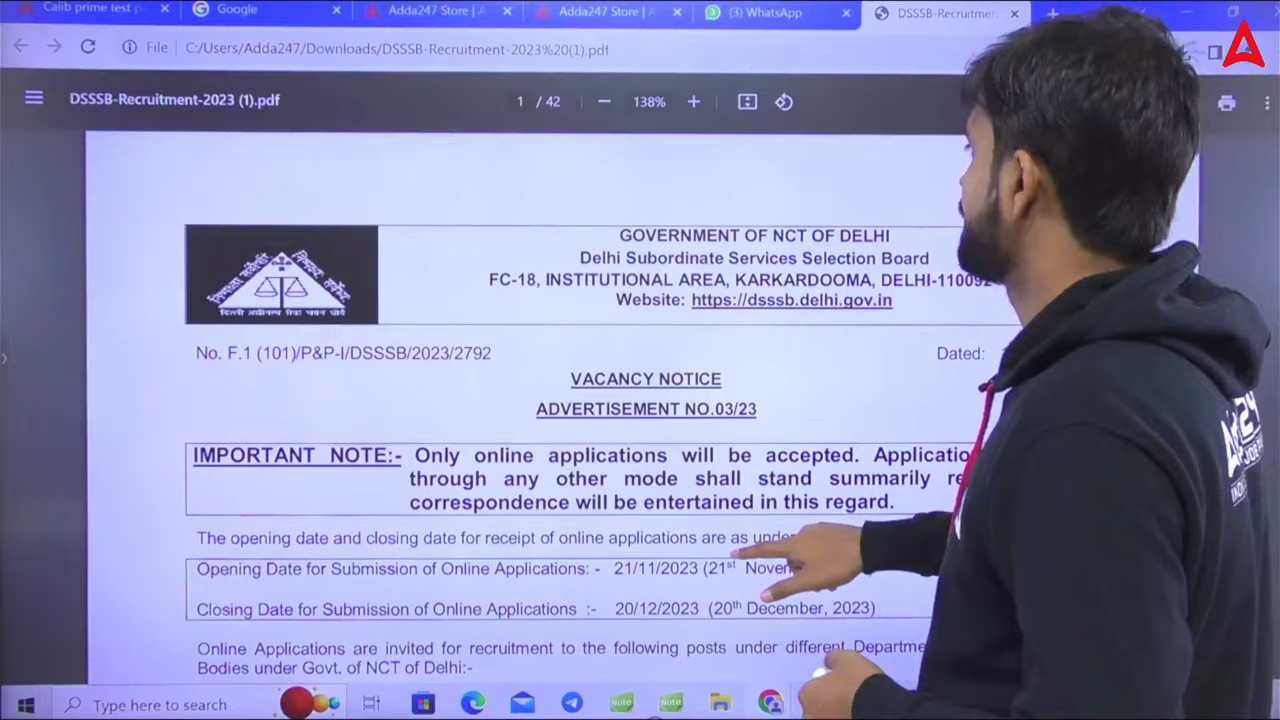 Calib prime test p
Google
Adda247 Store | A
Adda247 Store | A
(3) WhatsApp
DSSSB-Recruitmen
File
C:/Users/Adda247/Downloads/DSSSB-Recruitment-2023%20(1).pdf
DSSSB-Recruitment-2023 (1).pdf
1 / 42
138%
GOVERNMENT OF NCT OF DELHI
Delhi Subordinate Services Selection Board
FC-18, INSTITUTIONAL AREA, KARKARDOOMA, DELHI-110092
Website: https://dsssb.delhi.gov.in
No. F.1 (101)/P&P-I/DSSSB/2023/2792
Dated:
VACANCY NOTICE
ADVERTISEMENT NO.03/23
IMPORTANT NOTE:- Only online applications will be accepted. Applicatio
through any other mode shall stand summarily re
correspondence will be entertained in this regard.
The opening date and closing date for receipt of online applications are as unde
Opening Date for Submission of Online Applications: - 21/11/2023 (21st Novem
Closing Date for Submission of Online Applications :- 20/12/2023 (20th December, 2023)
Online Applications are invited for recruitment to the following posts under different Departme
Bodies under Govt. of NCT of Delhi:-
Type here to search
Note
Note